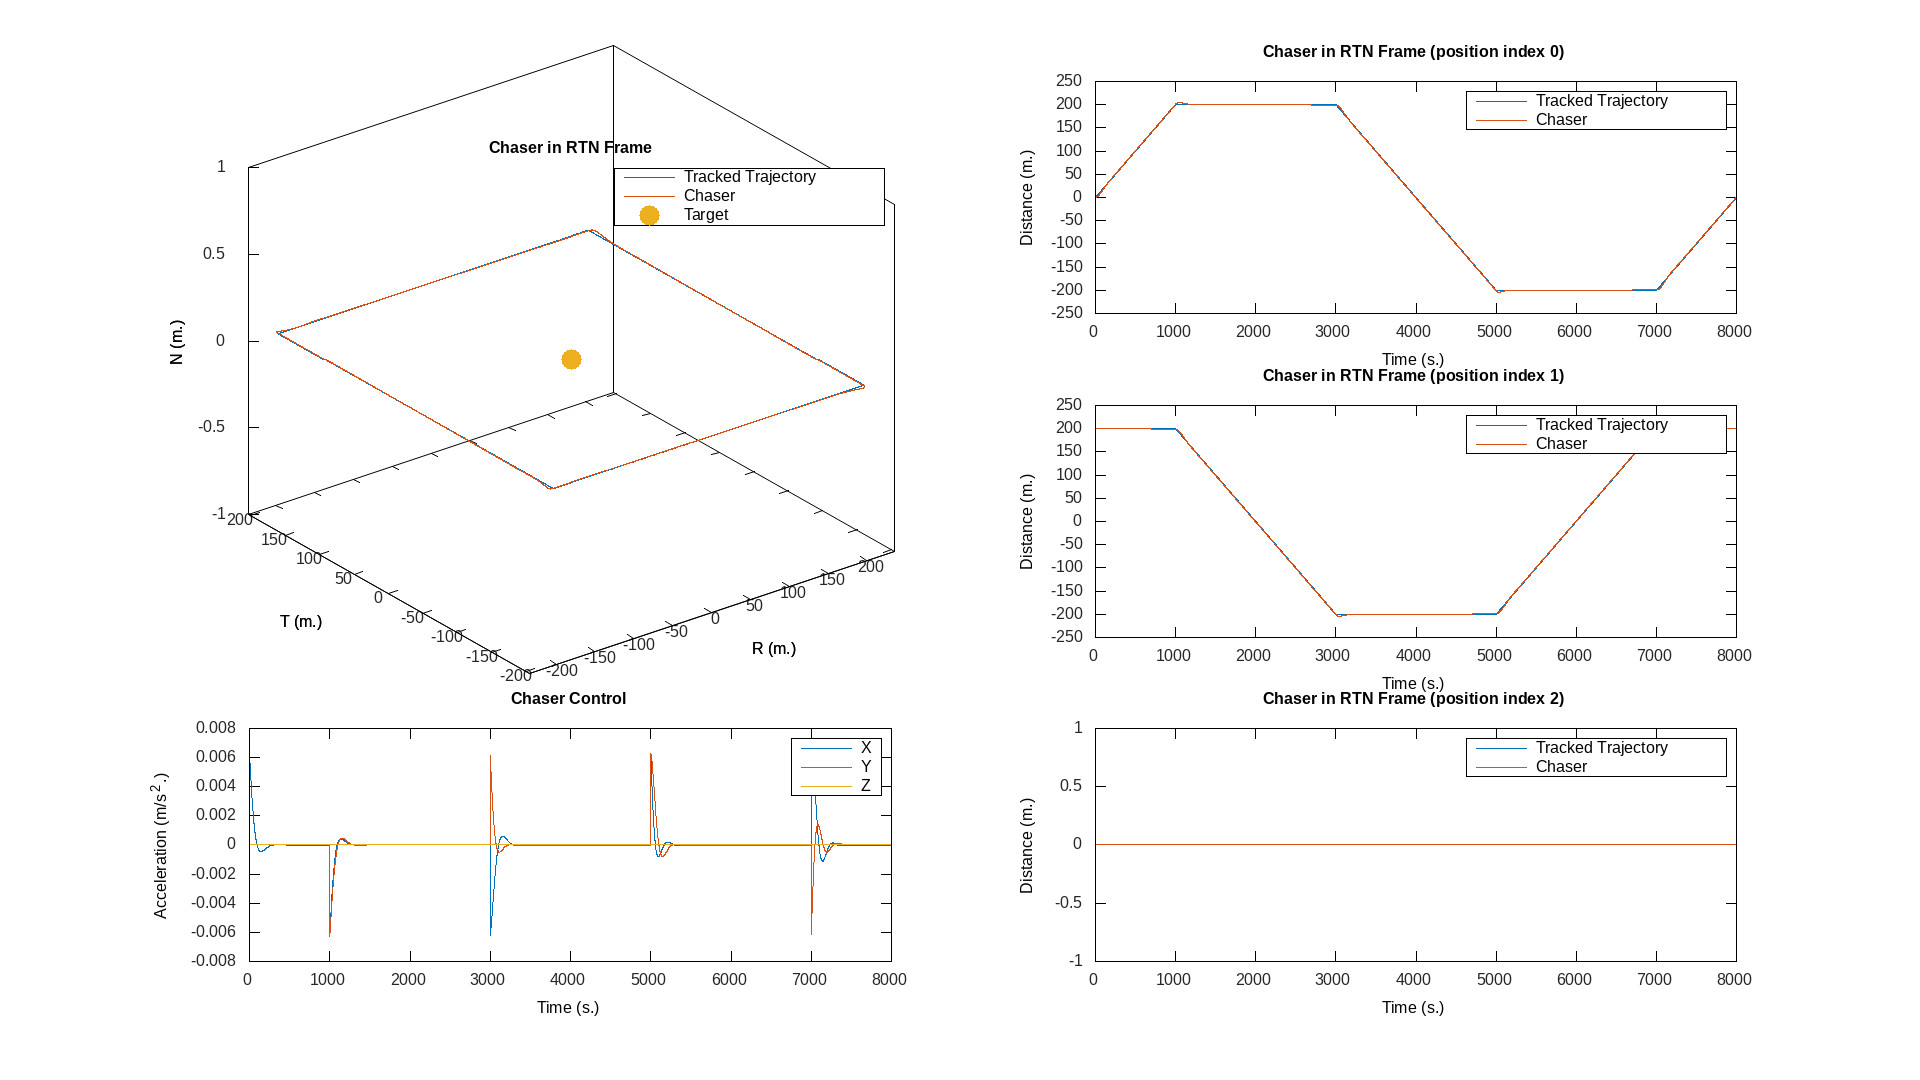 Chaser in RTN Frame
Tracked Trajectory
Chaser
Target
1
0.5
0
-0.5
-1
N (m.)
200
150
100
50
0
-50
-100
-150
-200
T (m.)
-200
-150
-100
-50
0
50
100
150
200
R (m.)
Chaser Control
X
Y
Z
0.008
0.006
0.004
0.002
0
-0.002
-0.004
-0.006
-0.008
Acceleration (m/s2.)
0 1000 2000 3000 4000 5000 6000 7000 8000
Time (s.)
Chaser in RTN Frame (position index 0)
Tracked Trajectory
Chaser
250
200
150
100
50
0
-50
-100
-150
-200
-250
Distance (m.)
0 1000 2000 3000 4000 5000 6000 7000 8000
Time (s.)
Chaser in RTN Frame (position index 1)
Tracked Trajectory
Chaser
250
200
150
100
50
0
-50
-100
-150
-200
-250
Distance (m.)
0 1000 2000 3000 4000 5000 6000 7000 8000
Time (s.)
Chaser in RTN Frame (position index 2)
Tracked Trajectory
Chaser
1
0.5
0
-0.5
-1
Distance (m.)
0 1000 2000 3000 4000 5000 6000 7000 8000
Time (s.)